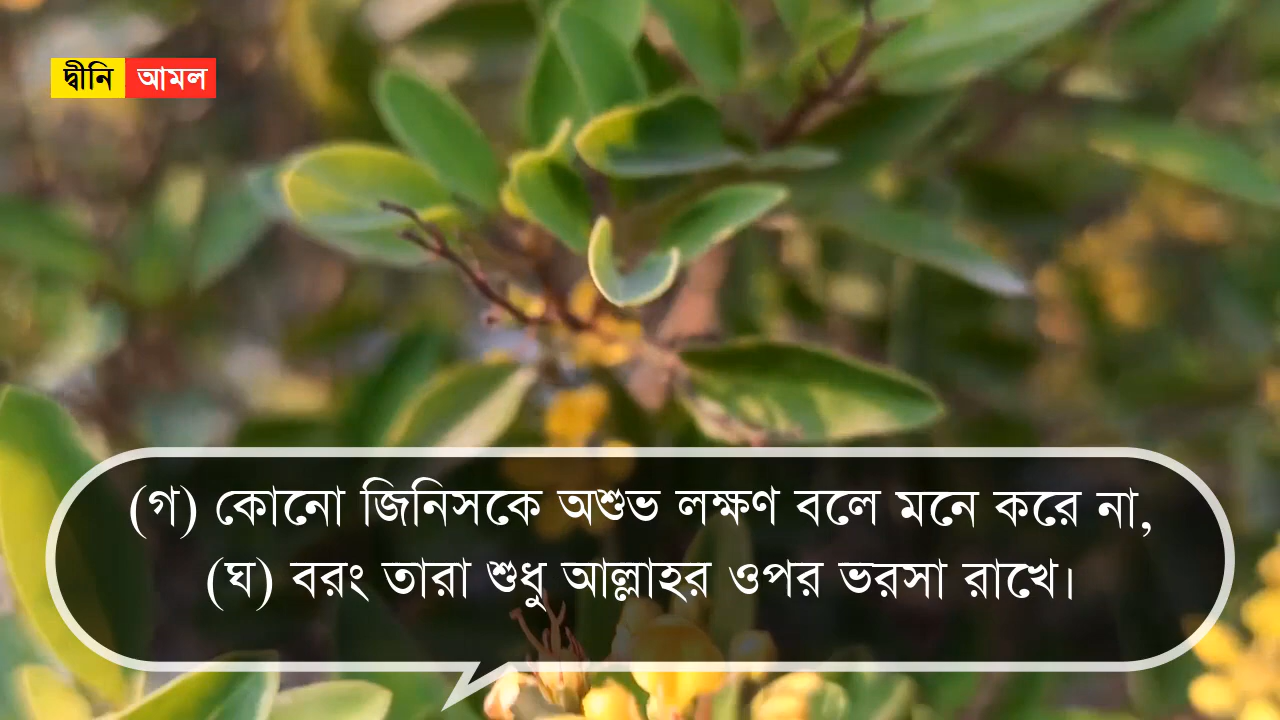 দ্বীনি আমল
(গ) কোনো জিনিসকে অশুভ লক্ষণ বলে মনে করে না,
(ঘ) বরং তারা শুধু আল্লাহর ওপর ভরসা রাখে।